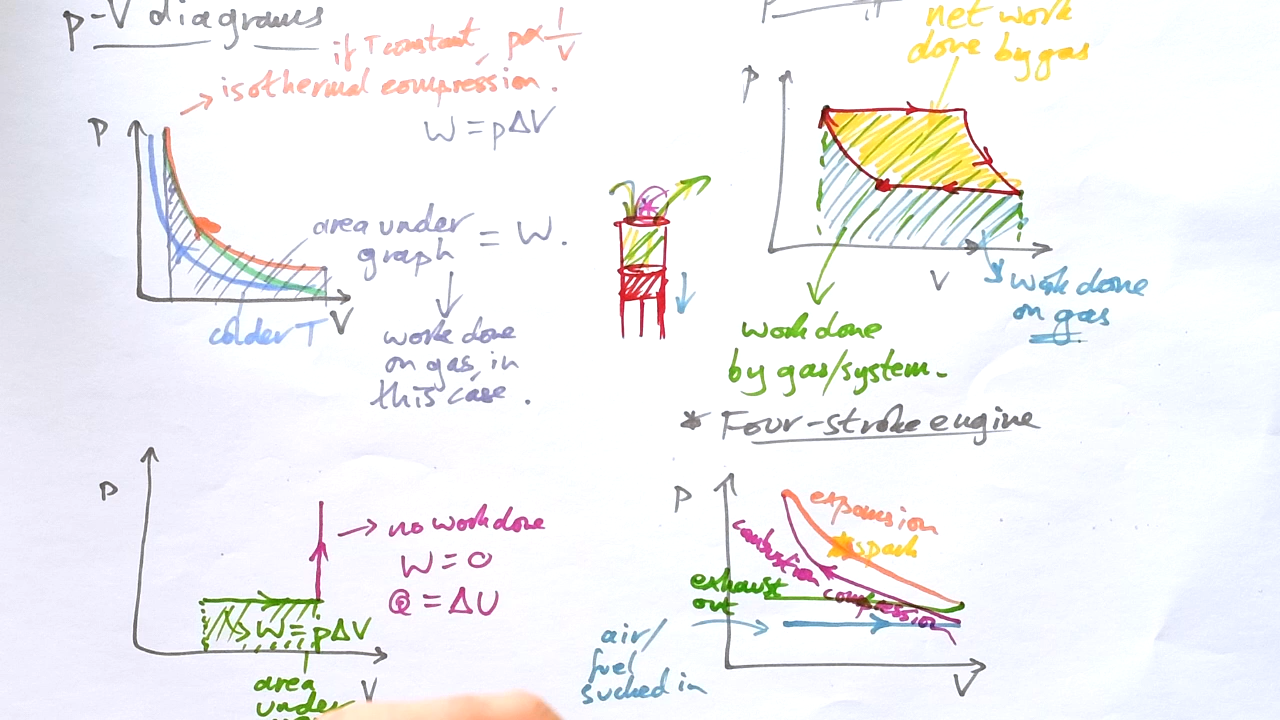 p-V diagrams
if T constant, p∝1/V
isothermal compression.
W = pΔV
p
area under
graph
= W.
V
colder T
work done
on gas, in
this case.
net work
done by gas
p
V
work done
on gas
work done
by gas/system.
p
no work done
W = 0
Q = ΔU
W = pΔV
V
area
under
* Four-stroke engine
p
expansion
spark
combustion
compression
exhaust
out
air/
fuel
sucked in
V